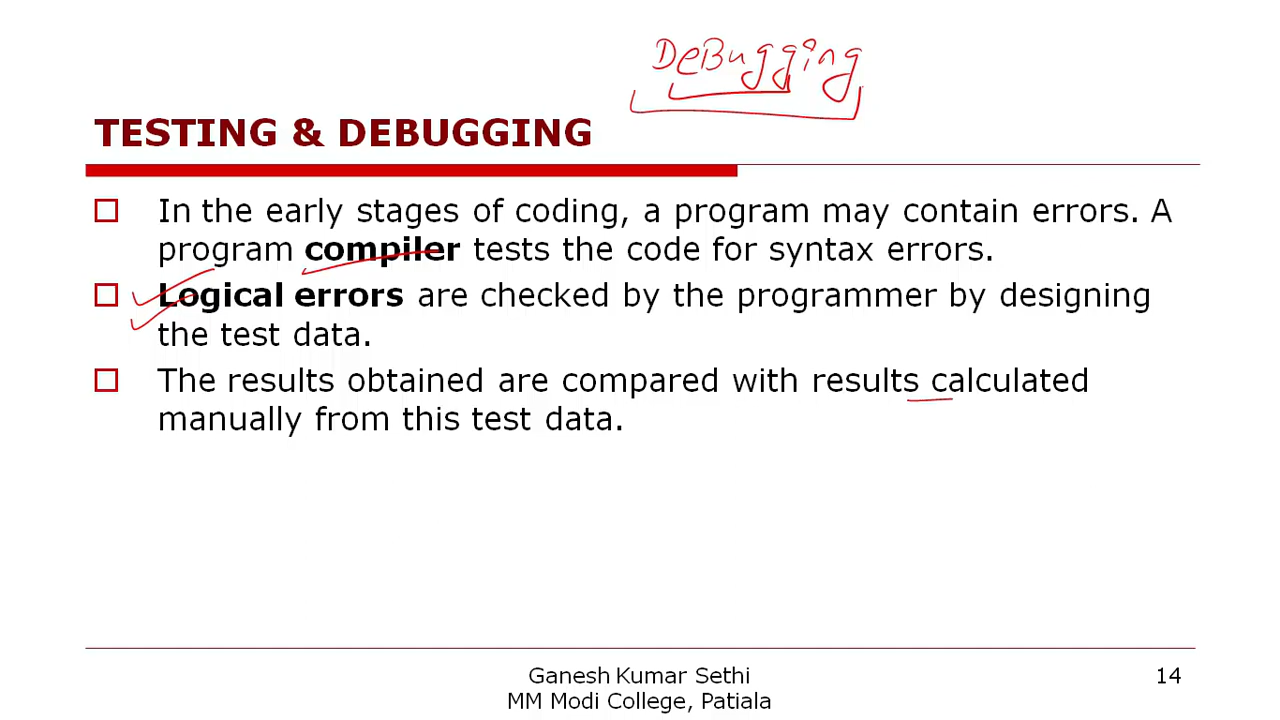 DeBugging
TESTING & DEBUGGING
In the early stages of coding, a program may contain errors. A
program compiler tests the code for syntax errors.
Logical errors are checked by the programmer by designing
the test data.
The results obtained are compared with results calculated
manually from this test data.
Ganesh Kumar Sethi
MM Modi College, Patiala
14